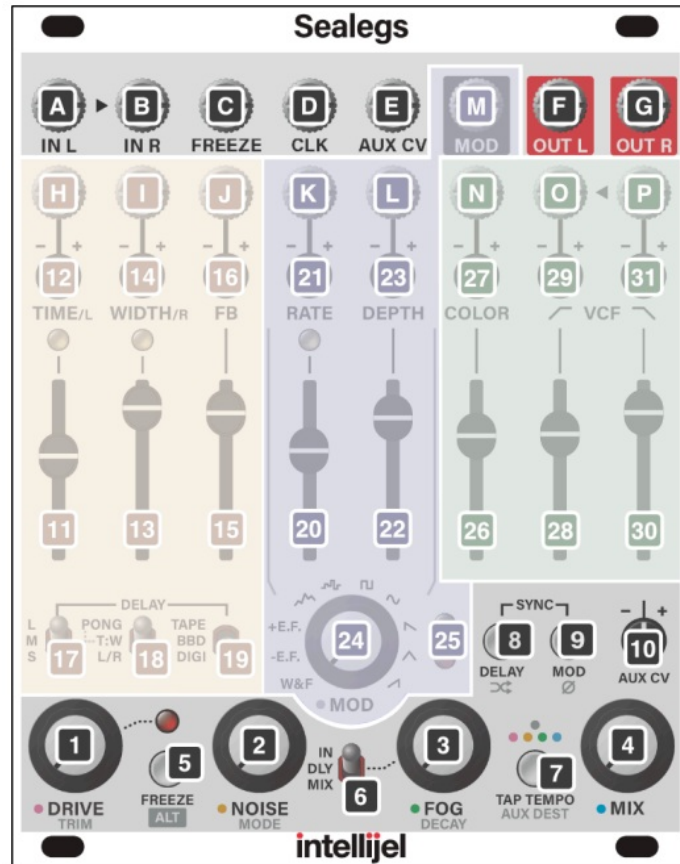 Sealegs
A B C D E M F G
IN L IN R FREEZE CLK AUX CV MOD OUT L OUT R
H I J K L N O P
- + - + - + - + - + - + - + - +
12 14 16 21 23 27 29 31
TIME/L WIDTH/R FB RATE DEPTH COLOR VCF
11 13 15 20 22 26 28 30
DELAY
L PONG TAPE
M T:W BBD
S L/R DIGI
17 18 19
+E.F.
-E.F.
W&F
24 25
MOD
SYNC
8 9 10
- +
DELAY MOD AUX CV
Ø
1 5 2 6 3 7 4
IN
DLY
MIX
FREEZE
ALT
TAP TEMPO
AUX DEST
DRIVE NOISE FOG MIX
TRIM MODE DECAY
intellijel